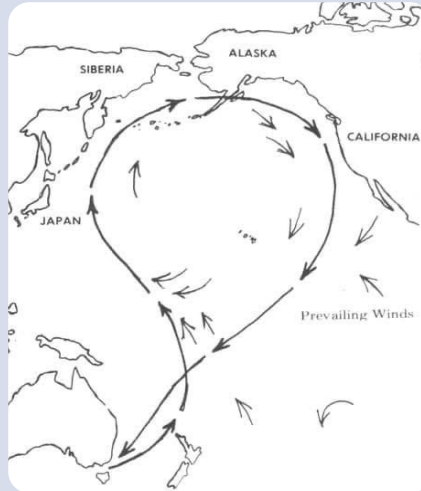 ALASKA
SIBERIA
CALIFORNIA
JAPAN
Prevailing Winds